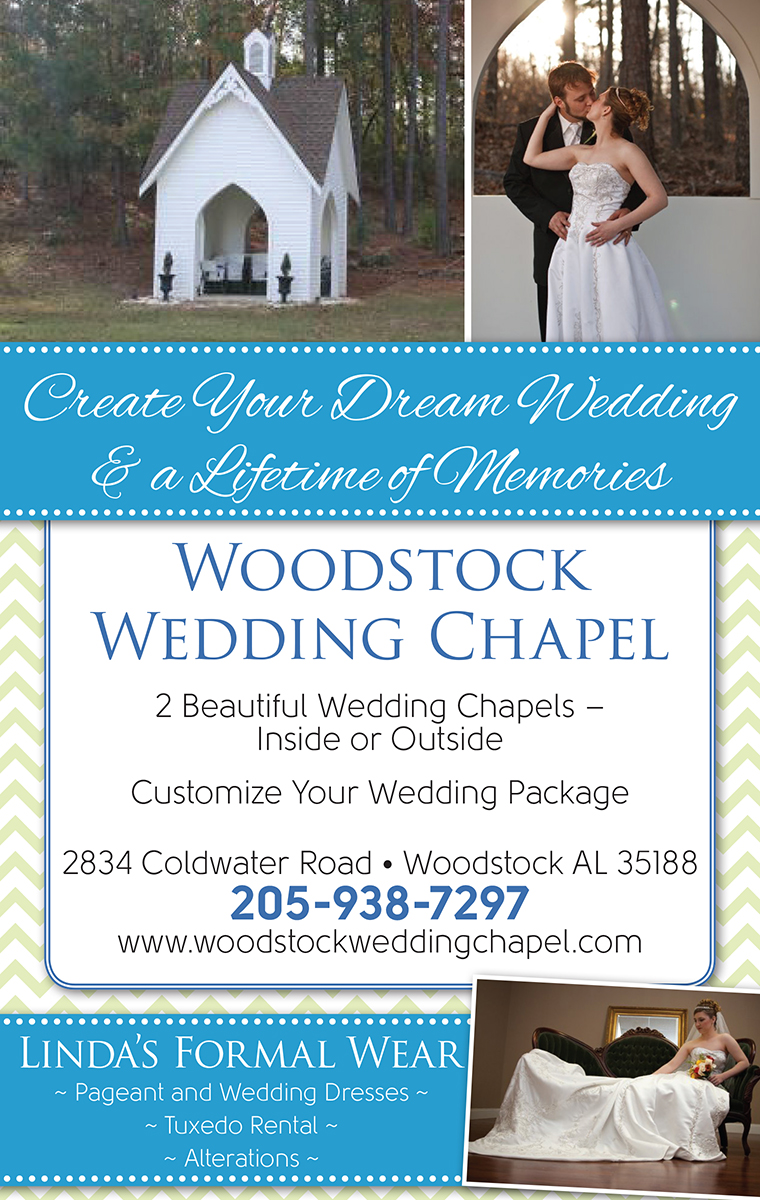 Create Your Dream Wedding
& a Lifetime of Memories
Woodstock
Wedding Chapel
2 Beautiful Wedding Chapels –
Inside or Outside
Customize Your Wedding Package
2834 Coldwater Road • Woodstock AL 35188
205-938-7297
www.woodstockweddingchapel.com
Linda's Formal Wear
~ Pageant and Wedding Dresses ~
~ Tuxedo Rental ~
~ Alterations ~